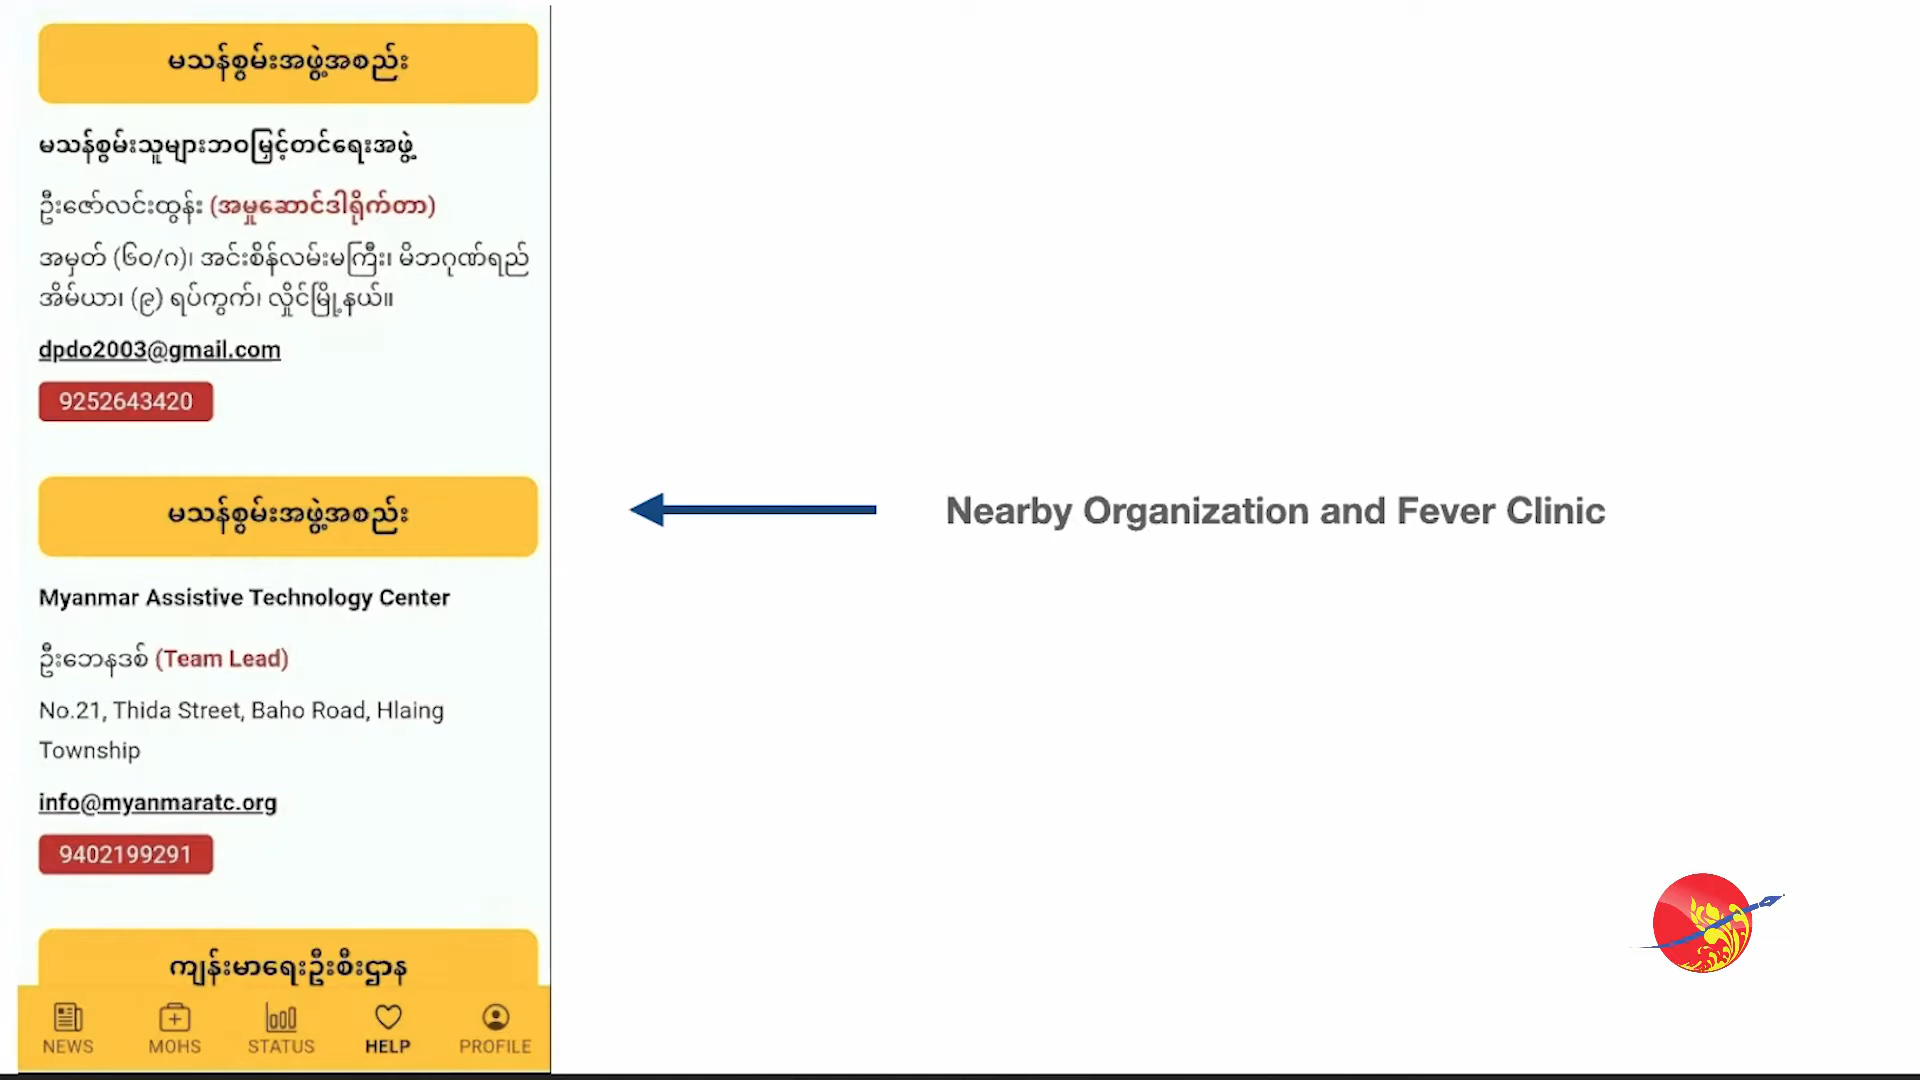 မသန်စွမ်းအဖွဲ့အစည်း
မသန်စွမ်းသူများဘဝမြှင့်တင်ရေးအဖွဲ့
ဦးဇော်လင်းထွန်း (အမှုဆောင်ဒါရိုက်တာ)
အမှတ် (၆၀/ဂ)၊ အင်းစိန်လမ်းမကြီး၊ မိဘဂုဏ်ရည်
အိမ်ယာ၊ (၉) ရပ်ကွက်၊ လှိုင်မြို့နယ်။
dpdo2003@gmail.com
9252643420
မသန်စွမ်းအဖွဲ့အစည်း
Nearby Organization and Fever Clinic
Myanmar Assistive Technology Center
ဦးဘေနဒစ် (Team Lead)
No.21, Thida Street, Baho Road, Hlaing
Township
info@myanmaratc.org
9402199291
ကျန်းမာရေးဦးစီးဌာန
NEWS MOHS STATUS HELP PROFILE